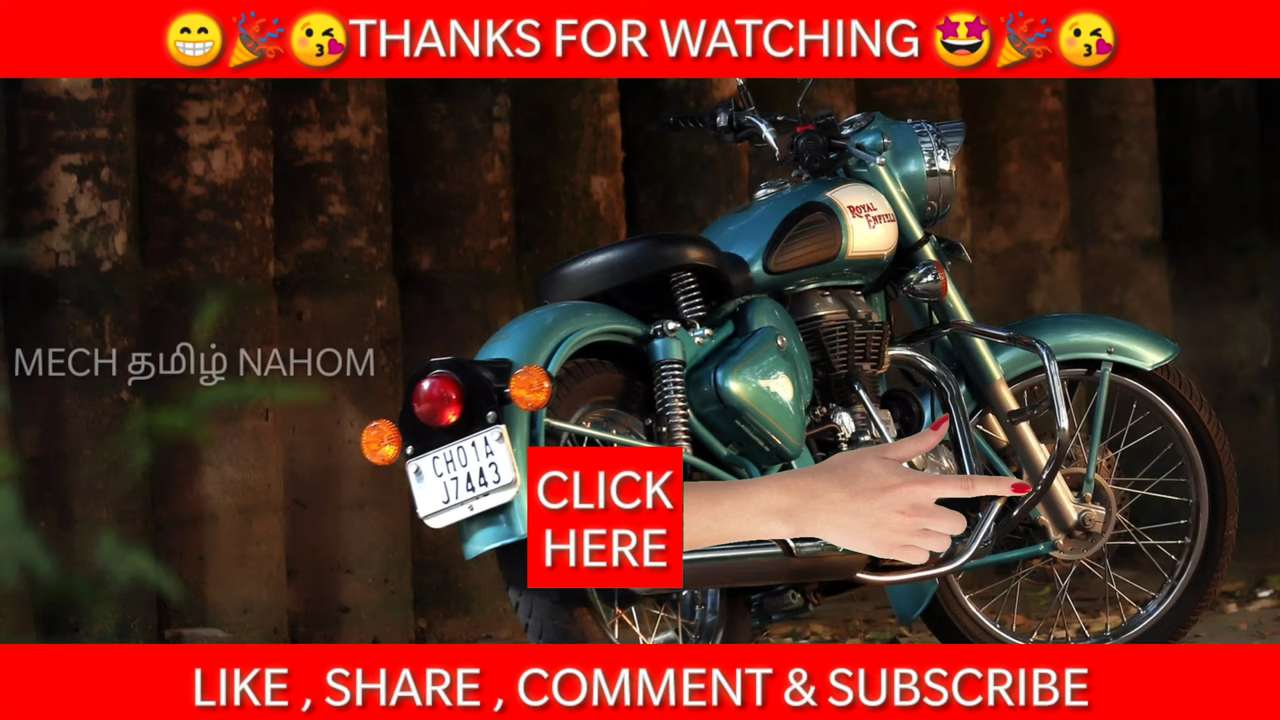 😁🎉😘THANKS FOR WATCHING 🤩🎉😘
ROYAL
ENFIELD
MECH தமிழ் NAHOM
CH01A
J7443
CLICK
HERE
LIKE , SHARE , COMMENT & SUBSCRIBE